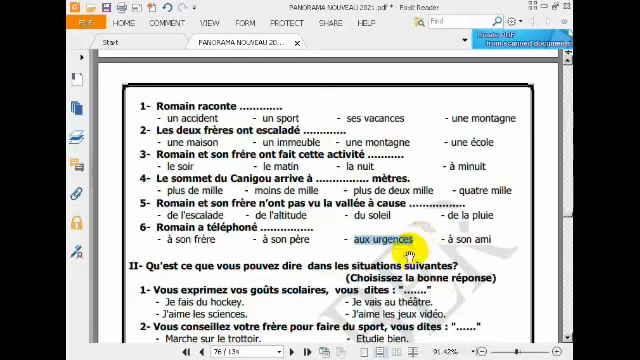 PANORAMA NOUVEAU 2021.pdf * - Foxit Reader
FILE HOME COMMENT VIEW FORM PROTECT SHARE HELP Find
Start PANORAMA NOUVEAU 2021.p...
Create PDF
from scanned documents
1- Romain raconte .............
- un accident - un sport - ses vacances - une montagne
2- Les deux frères ont escaladé .............
- une maison - un immeuble - une montagne - une école
3- Romain et son frére ont fait cette activité ...........
- le soir - le matin - la nuit - à minuit
4- Le sommet du Canigou arrive à ................ mètres.
- plus de mille - moins de mille - plus de deux mille - quatre mille
5- Romain et son frère n'ont pas vu la vallée à cause .................
- de l'escalade - de l'altitude - du soleil - de la pluie
6- Romain a téléphoné ................
- à son frère - à son père - aux urgences - à son ami
II- Qu'est ce que vous pouvez dire dans les situations suivantes?
(Choisissez la bonne réponse)
1- Vous exprimez vos goûts scolaires, vous dites : "......."
- Je fais du hockey. - Je vais au théâtre.
- J'aime les sciences. - J'aime les jeux vidéo.
2- Vous conseillez votre frère pour faire du sport, vous dites : "......"
- Marche sur le trottoir. - Etudie bien.
76 / 134 91.42%